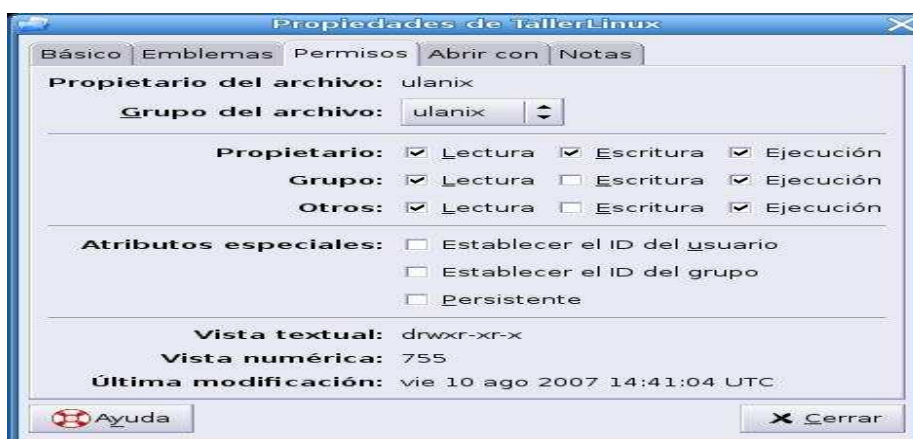 Propiedades de TallerLinux
Básico Emblemas Permisos Abrir con Notas
Propietario del archivo: ulanix
Grupo del archivo: ulanix
Propietario: Lectura Escritura Ejecución
Grupo: Lectura Escritura Ejecución
Otros: Lectura Escritura Ejecución
Atributos especiales: Establecer el ID del usuario
Establecer el ID del grupo
Persistente
Vista textual: drwxr-xr-x
Vista numérica: 755
Última modificación: vie 10 ago 2007 14:41:04 UTC
Ayuda Cerrar